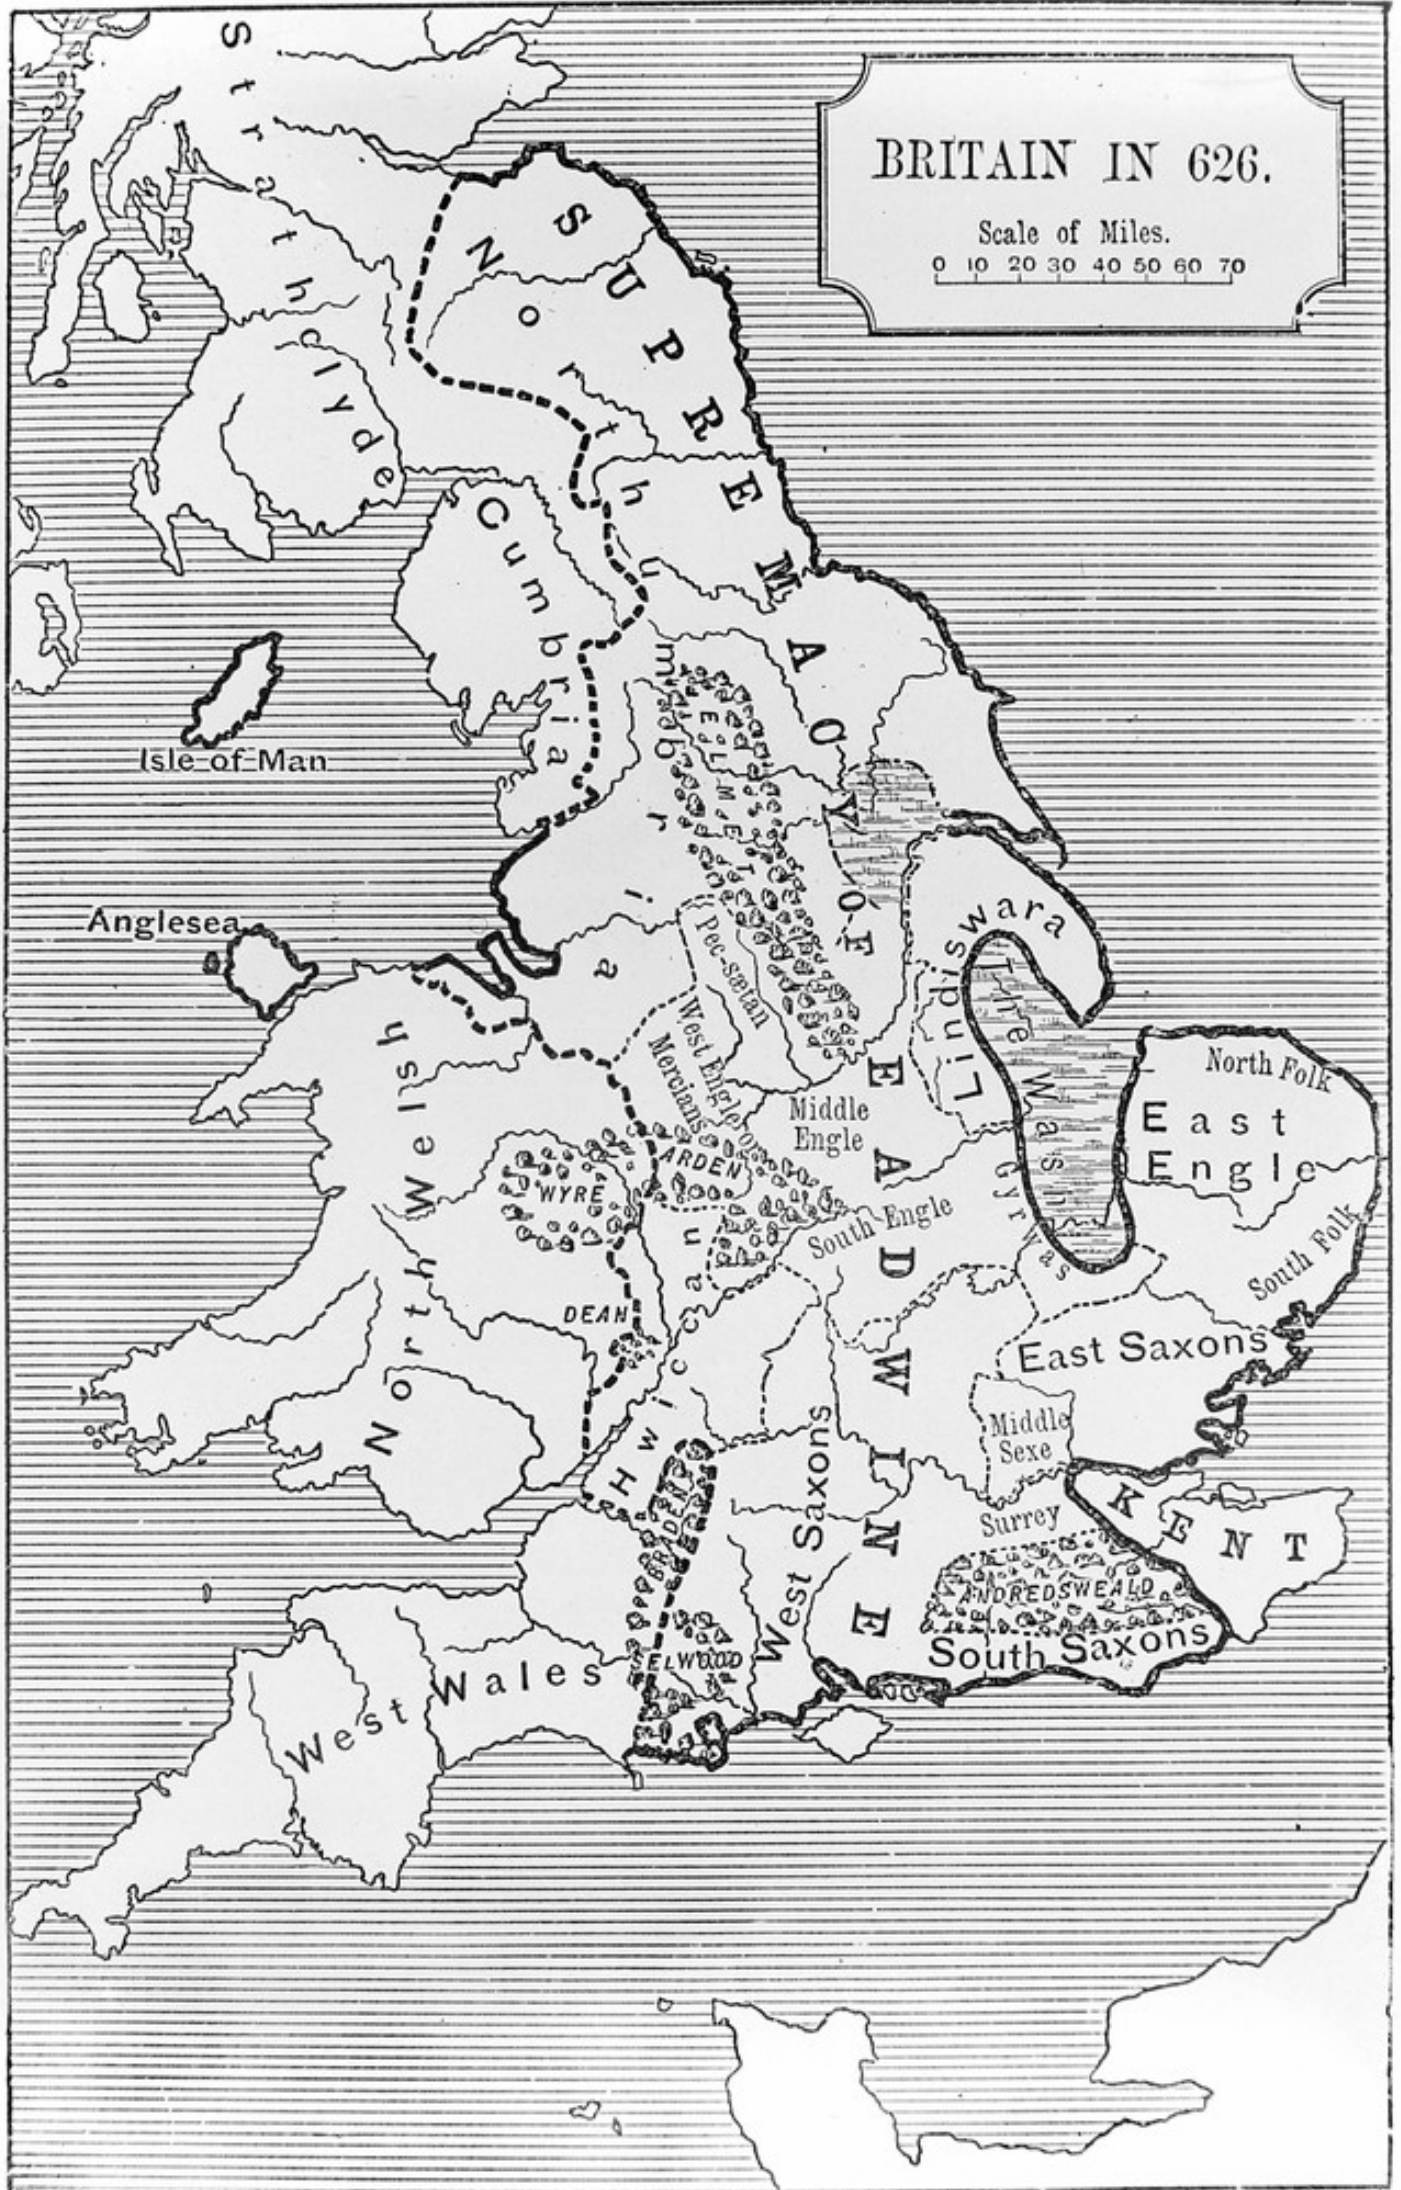 BRITAIN IN 626.
Scale of Miles.
0 10 20 30 40 50 60 70
Strathclyde
SUPREMACY OF EADWINE
Northumbria
Cumbria
Isle of Man
ELMET
Anglesea
Lindiswara
Pec-sætan
The Wash
West Engle or
Mercians
North Folk
East
Engle
South Folk
Middle
Engle
North Welsh
ARDEN
WYRE
South Engle
Gyrwas
DEAN
Hwiccan
East Saxons
Middle
Sexe
KENT
Surrey
West Saxons
ANDREDSWEALD
South Saxons
SELWOOD
West Wales